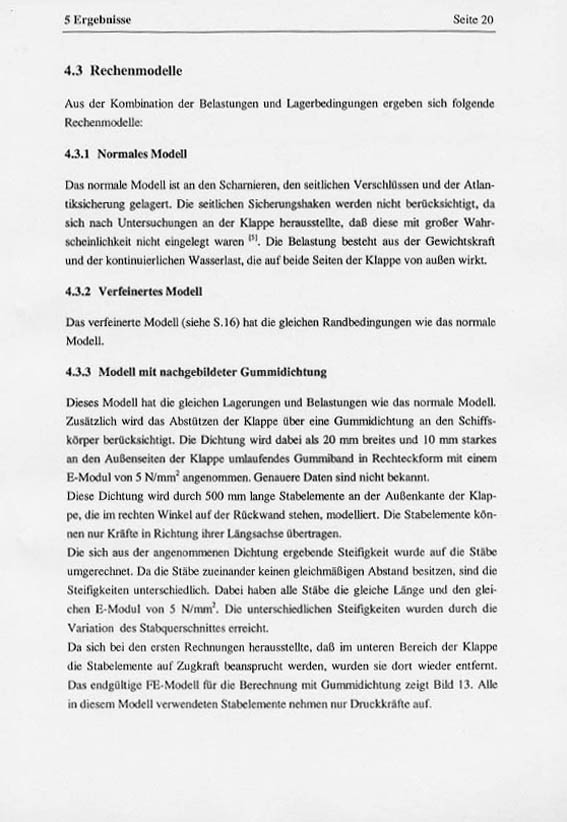 5 Ergebnisse Seite 20
4.3 Rechenmodelle
Aus der Kombination der Belastungen und Lagerbedingungen ergeben sich folgende
Rechenmodelle:
4.3.1 Normales Modell
Das normale Modell ist an den Scharnieren, den seitlichen Verschlüssen und der Atlan-
tiksicherung gelagert. Die seitlichen Sicherungshaken werden nicht berücksichtigt, da
sich nach Untersuchungen an der Klappe herausstellte, daß diese mit großer Wahr-
scheinlichkeit nicht eingelegt waren [5]. Die Belastung besteht aus der Gewichtskraft
und der kontinuierlichen Wasserlast, die auf beide Seiten der Klappe von außen wirkt.
4.3.2 Verfeinertes Modell
Das verfeinerte Modell (siehe S.16) hat die gleichen Randbedingungen wie das normale
Modell.
4.3.3 Modell mit nachgebildeter Gummidichtung
Dieses Modell hat die gleichen Lagerungen und Belastungen wie das normale Modell.
Zusätzlich wird das Abstützen der Klappe über eine Gummidichtung an den Schiffs-
körper berücksichtigt. Die Dichtung wird dabei als 20 mm breites und 10 mm starkes
an den Außenseiten der Klappe umlaufendes Gummiband in Rechteckform mit einem
E-Modul von 5 N/mm² angenommen. Genauere Daten sind nicht bekannt.
Diese Dichtung wird durch 500 mm lange Stabelemente an der Außenkante der Klap-
pe, die im rechten Winkel auf der Rückwand stehen, modelliert. Die Stabelemente kön-
nen nur Kräfte in Richtung ihrer Längsachse übertragen.
Die sich aus der angenommenen Dichtung ergebende Steifigkeit wurde auf die Stäbe
umgerechnet. Da die Stäbe zueinander keinen gleichmäßigen Abstand besitzen, sind die
Steifigkeiten unterschiedlich. Dabei haben alle Stäbe die gleiche Länge und den glei-
chen E-Modul von 5 N/mm². Die unterschiedlichen Steifigkeiten wurden durch die
Variation des Stabquerschnittes erreicht.
Da sich bei den ersten Rechnungen herausstellte, daß im unteren Bereich der Klappe
die Stabelemente auf Zugkraft beansprucht werden, wurden sie dort wieder entfernt.
Das endgültige FE-Modell für die Berechnung mit Gummidichtung zeigt Bild 13. Alle
in diesem Modell verwendeten Stabelemente nehmen nur Druckkräfte auf.